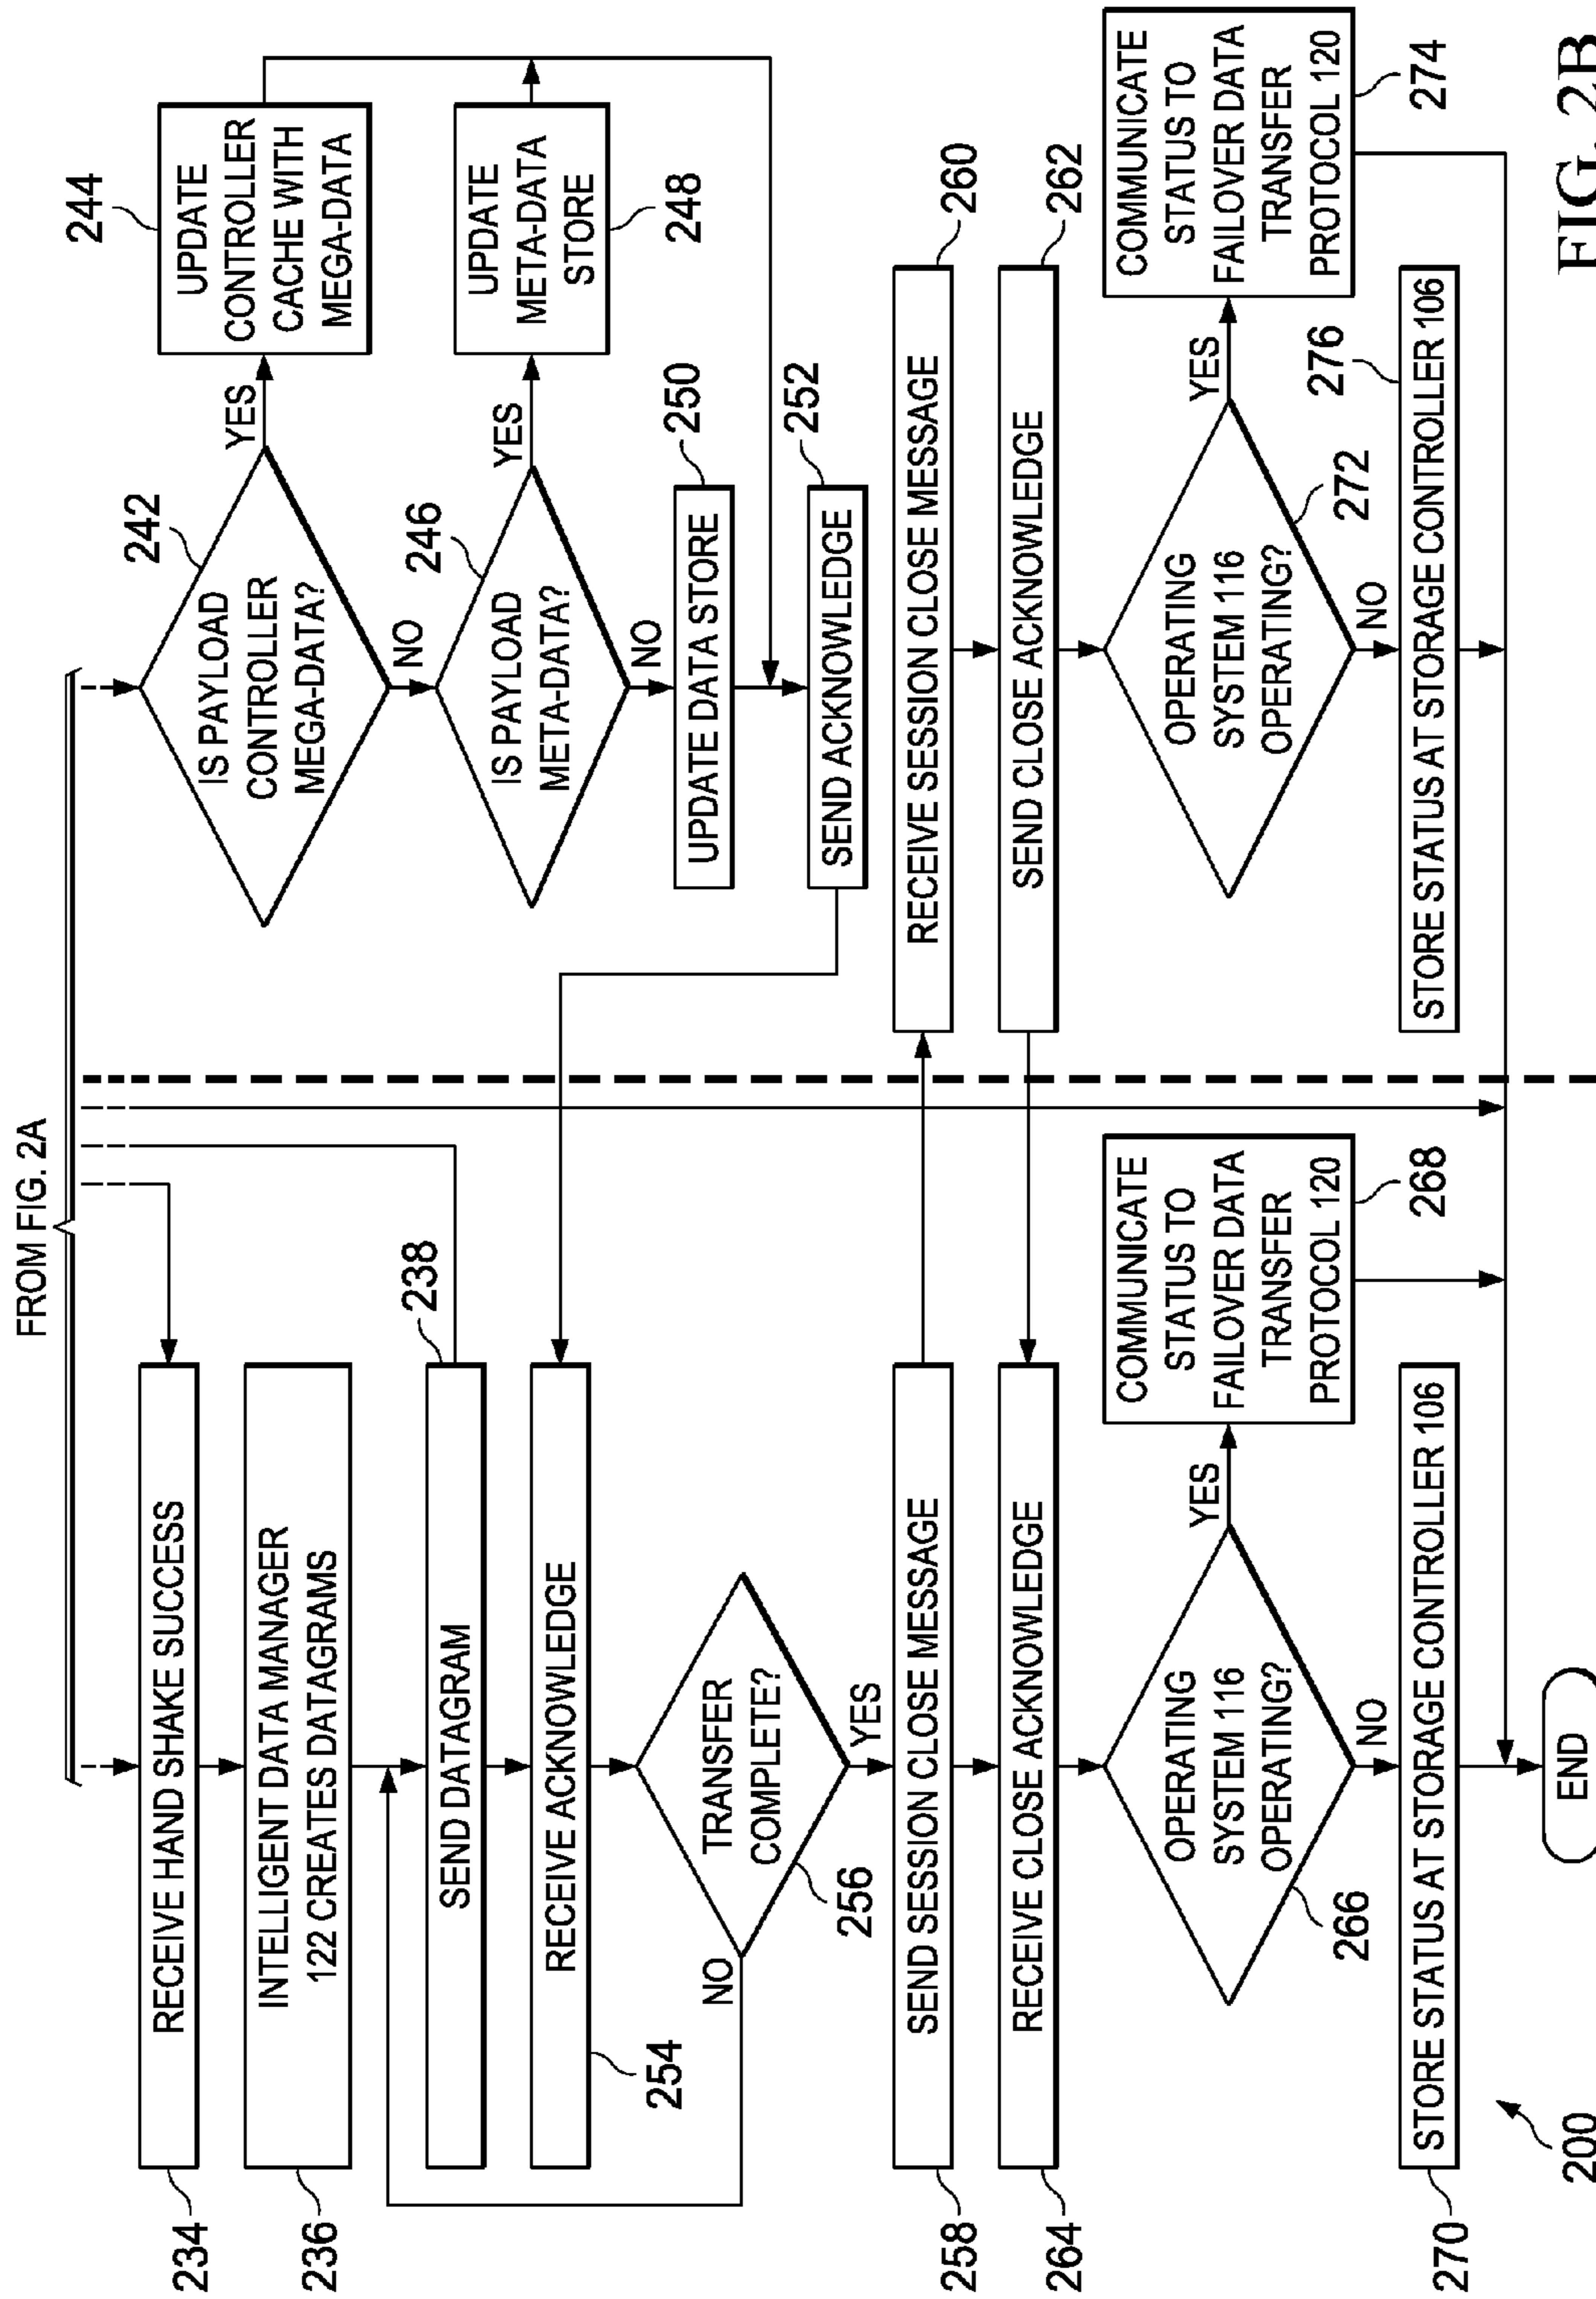 FROM FIG. 2A
234
RECEIVE HAND SHAKE SUCCESS
236
INTELLIGENT DATA MANAGER
122 CREATES DATAGRAMS
238
SEND DATAGRAM
254
RECEIVE ACKNOWLEDGE
TRANSFER
COMPLETE?
256
NO
YES
258
SEND SESSION CLOSE MESSAGE
264
RECEIVE CLOSE ACKNOWLEDGE
OPERATING
SYSTEM 116
OPERATING?
266
YES
NO
COMMUNICATE
STATUS TO
FAILOVER DATA
TRANSFER
PROTOCOL 120
268
270
STORE STATUS AT STORAGE CONTROLLER 106
END
200
242
IS PAYLOAD
CONTROLLER
MEGA-DATA?
YES
NO
244
UPDATE
CONTROLLER
CACHE WITH
MEGA-DATA
246
IS PAYLOAD
META-DATA?
YES
NO
UPDATE
META-DATA
STORE
248
250
UPDATE DATA STORE
252
SEND ACKNOWLEDGE
260
RECEIVE SESSION CLOSE MESSAGE
262
SEND CLOSE ACKNOWLEDGE
OPERATING
SYSTEM 116
OPERATING?
272
YES
NO
COMMUNICATE
STATUS TO
FAILOVER DATA
TRANSFER
PROTOCOL 120
274
276
STORE STATUS AT STORAGE CONTROLLER 106
FIG. 2B